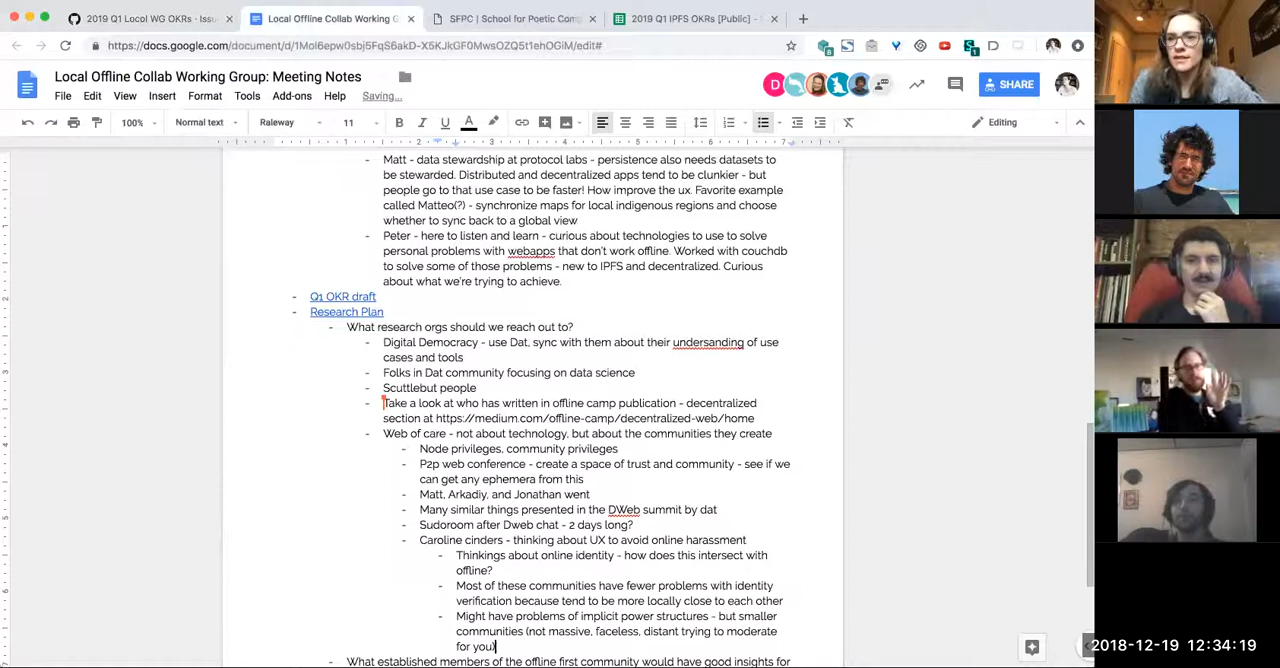 2019 Q1 Locol WG OKRs · Issu
Local Offline Collab Working G
SFPC | School for Poetic Com
2019 Q1 IPFS OKRs [Public] - S
Local Offline Collab Working Group: Meeting Notes
File Edit View Insert Format Tools Add-ons Help Saving...
SHARE
100% Normal text Raleway 11 Editing
1 2 3 4 5 6 7
- Matt - data stewardship at protocol labs - persistence also needs datasets to
be stewarded. Distributed and decentralized apps tend to be clunkier - but
people go to that use case to be faster! How improve the ux. Favorite example
called Matteo(?) - synchronize maps for local indigenous regions and choose
whether to sync back to a global view
- Peter - here to listen and learn - curious about technologies to use to solve
personal problems with webapps that don't work offline. Worked with couchdb
to solve some of those problems - new to IPFS and decentralized. Curious
about what we're trying to achieve.
- Q1 OKR draft
- Research Plan
- What research orgs should we reach out to?
- Digital Democracy - use Dat, sync with them about their undersanding of use
cases and tools
- Folks in Dat community focusing on data science
- Scuttlebut people
- Take a look at who has written in offline camp publication - decentralized
section at https://medium.com/offline-camp/decentralized-web/home
- Web of care - not about technology, but about the communities they create
- Node privileges, community privileges
- P2p web conference - create a space of trust and community - see if we
can get any ephemera from this
- Matt, Arkadiy, and Jonathan went
- Many similar things presented in the DWeb summit by dat
- Sudoroom after Dweb chat - 2 days long?
- Caroline cinders - thinking about UX to avoid online harassment
- Thinkings about online identity - how does this intersect with
offline?
- Most of these communities have fewer problems with identity
verification because tend to be more locally close to each other
- Might have problems of implicit power structures - but smaller
communities (not massive, faceless, distant trying to moderate
for you)
- What established members of the offline first community would have good insights for
2018-12-19 12:34:19